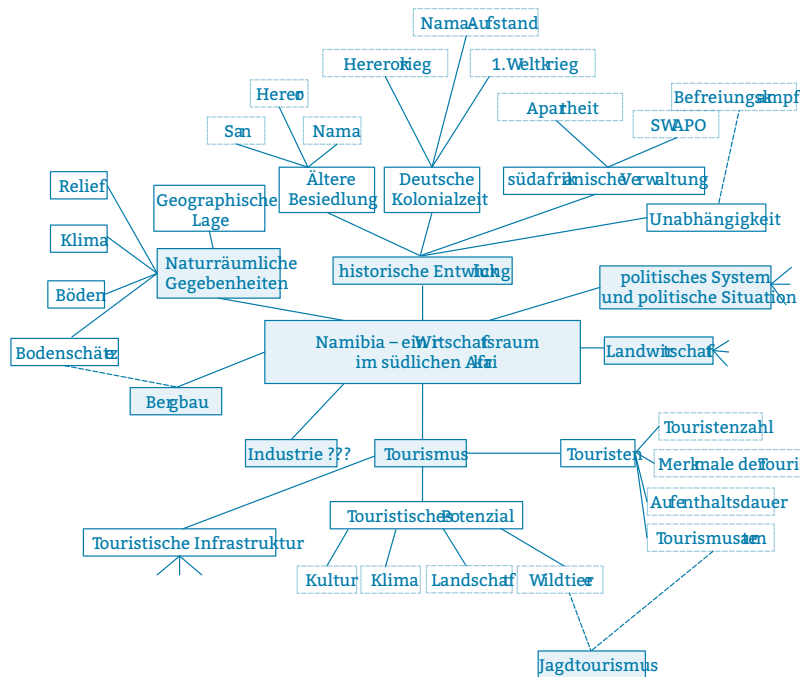 Nama-Aufstand
Hererokrieg
1. Weltkrieg
Herero
Befreiungskampf
Apartheit
SWAPO
San
Nama
Relief
Geographische
Lage
Ältere
Besiedlung
Deutsche
Kolonialzeit
südafrikanische Verwaltung
Unabhängigkeit
Klima
Naturräumliche
Gegebenheiten
historische Entwicklung
politisches System
und politische Situation
Böden
Bodenschätze
Namibia – ein Wirtschaftsraum
im südlichen Afrika
Landwirtschaft
Bergbau
Industrie ???
Tourismus
Touristen
Touristenzahl
Merkmale der Touri
Aufenthaltsdauer
Tourismusarten
Touristische Infrastruktur
Touristisches Potenzial
Kultur
Klima
Landschaft
Wildtiere
Jagdtourismus